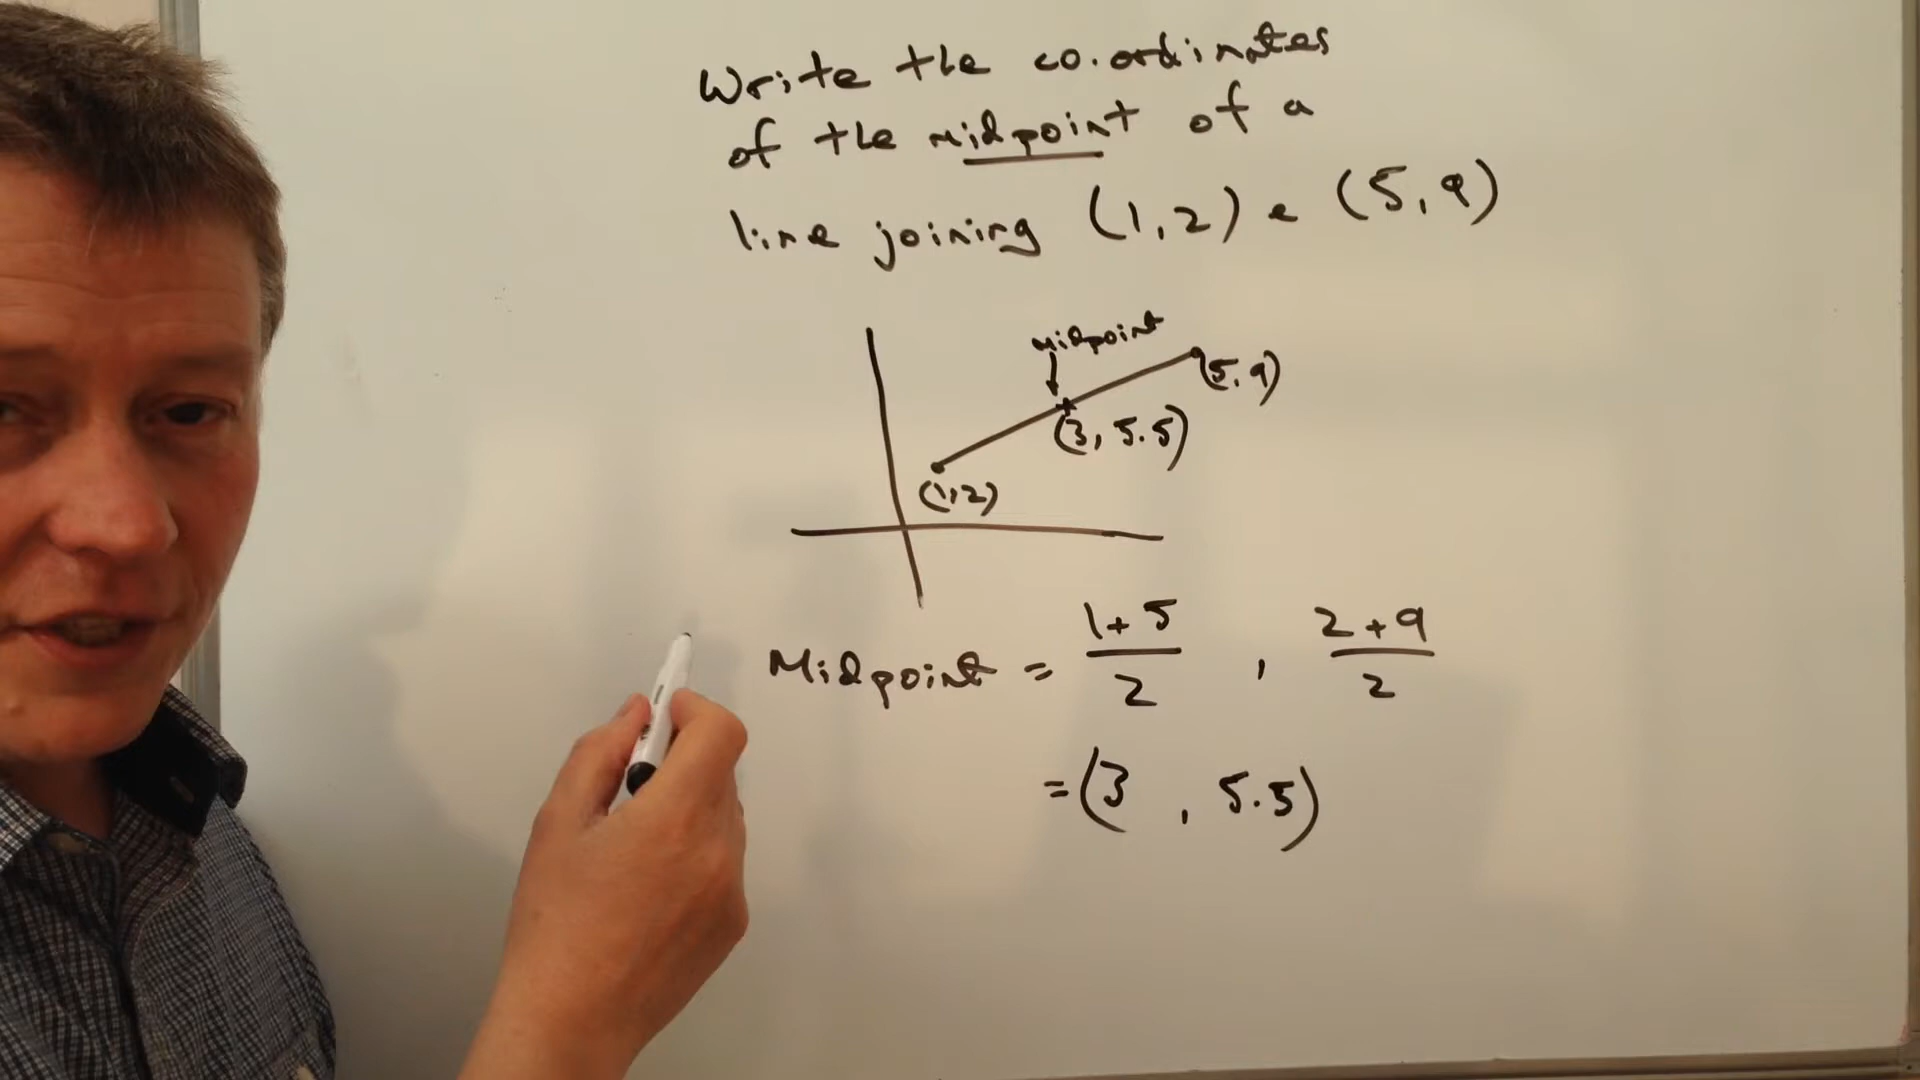 Write the co.ordinates
of the midpoint of a
line joining (1,2) & (5,9)
midpoint
(5,9)
(3, 5.5)
(1,2)
Midpoint = 1+5/2 , 2+9/2
=(3 , 5.5)